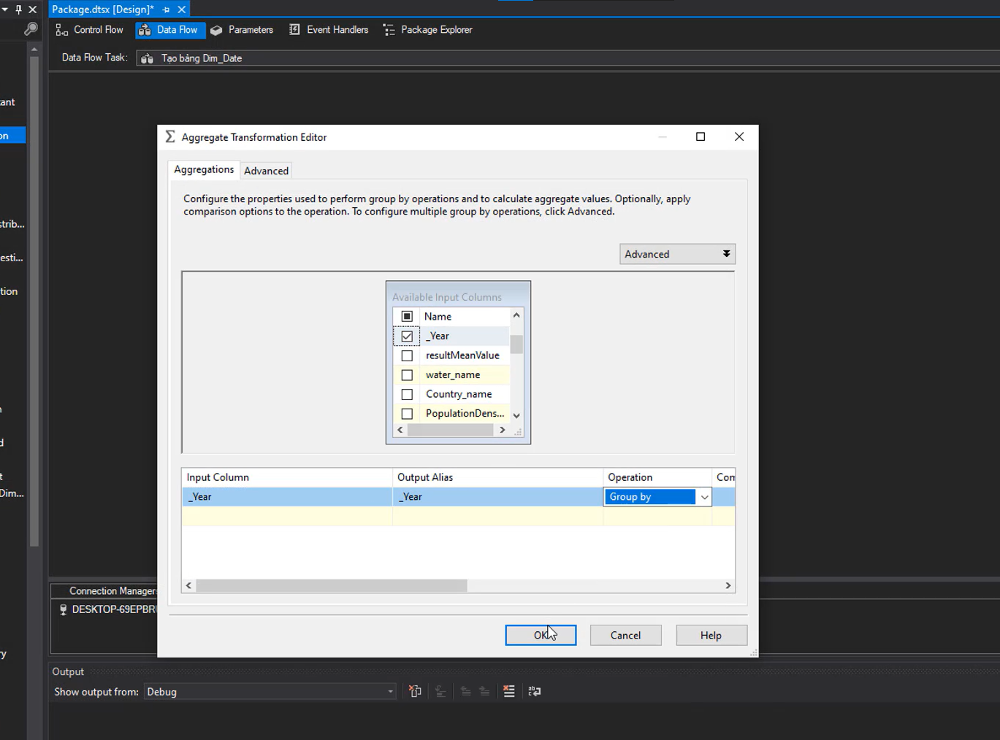 Package.dtsx [Design]*
Control Flow
Data Flow
Parameters
Event Handlers
Package Explorer
Data Flow Task:
Tạo bảng Dim_Date
tant
on
strib...
esti...
tion
d
t
Dim...
ry
Aggregate Transformation Editor
Aggregations
Advanced
Configure the properties used to perform group by operations and to calculate aggregate values. Optionally, apply
comparison options to the operation. To configure multiple group by operations, click Advanced.
Advanced
Available Input Columns
Name
_Year
resultMeanValue
water_name
Country_name
PopulationDens...
Input Column
Output Alias
Operation
Con
_Year
_Year
Group by
OK
Cancel
Help
Connection Managers
DESKTOP-69EPBRU
Output
Show output from:
Debug